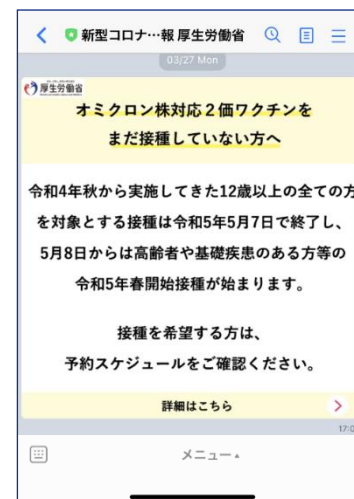 新型コロナ…報 厚生労働省
03/27 Mon
厚生労働省
オミクロン株対応２価ワクチンを
まだ接種していない方へ
令和4年秋から実施してきた12歳以上の全ての方
を対象とする接種は令和5年5月7日で終了し、
5月8日からは高齢者や基礎疾患のある方等の
令和5年春開始接種が始まります。
接種を希望する方は、
予約スケジュールをご確認ください。
詳細はこちら
メニュー